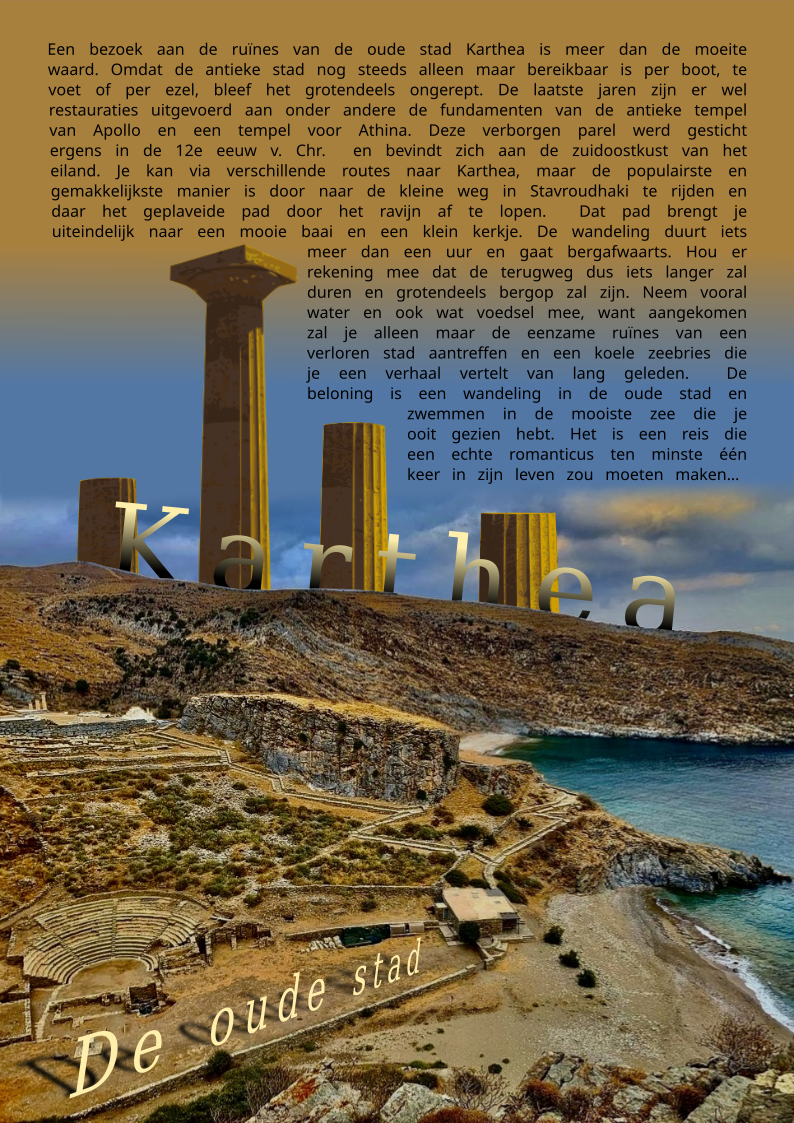 Een bezoek aan de ruïnes van de oude stad Karthea is meer dan de moeite
waard. Omdat de antieke stad nog steeds alleen maar bereikbaar is per boot, te
voet of per ezel, bleef het grotendeels ongerept. De laatste jaren zijn er wel
restauraties uitgevoerd aan onder andere de fundamenten van de antieke tempel
van Apollo en een tempel voor Athina. Deze verborgen parel werd gesticht
ergens in de 12e eeuw v. Chr. en bevindt zich aan de zuidoostkust van het
eiland. Je kan via verschillende routes naar Karthea, maar de populairste en
gemakkelijkste manier is door naar de kleine weg in Stavroudhaki te rijden en
daar het geplaveide pad door het ravijn af te lopen. Dat pad brengt je
uiteindelijk naar een mooie baai en een klein kerkje. De wandeling duurt iets
meer dan een uur en gaat bergafwaarts. Hou er
rekening mee dat de terugweg dus iets langer zal
duren en grotendeels bergop zal zijn. Neem vooral
water en ook wat voedsel mee, want aangekomen
zal je alleen maar de eenzame ruïnes van een
verloren stad aantreffen en een koele zeebries die
je een verhaal vertelt van lang geleden. De
beloning is een wandeling in de oude stad en
zwemmen in de mooiste zee die je
ooit gezien hebt. Het is een reis die
een echte romanticus ten minste één
keer in zijn leven zou moeten maken...
Karthea
De oude stad